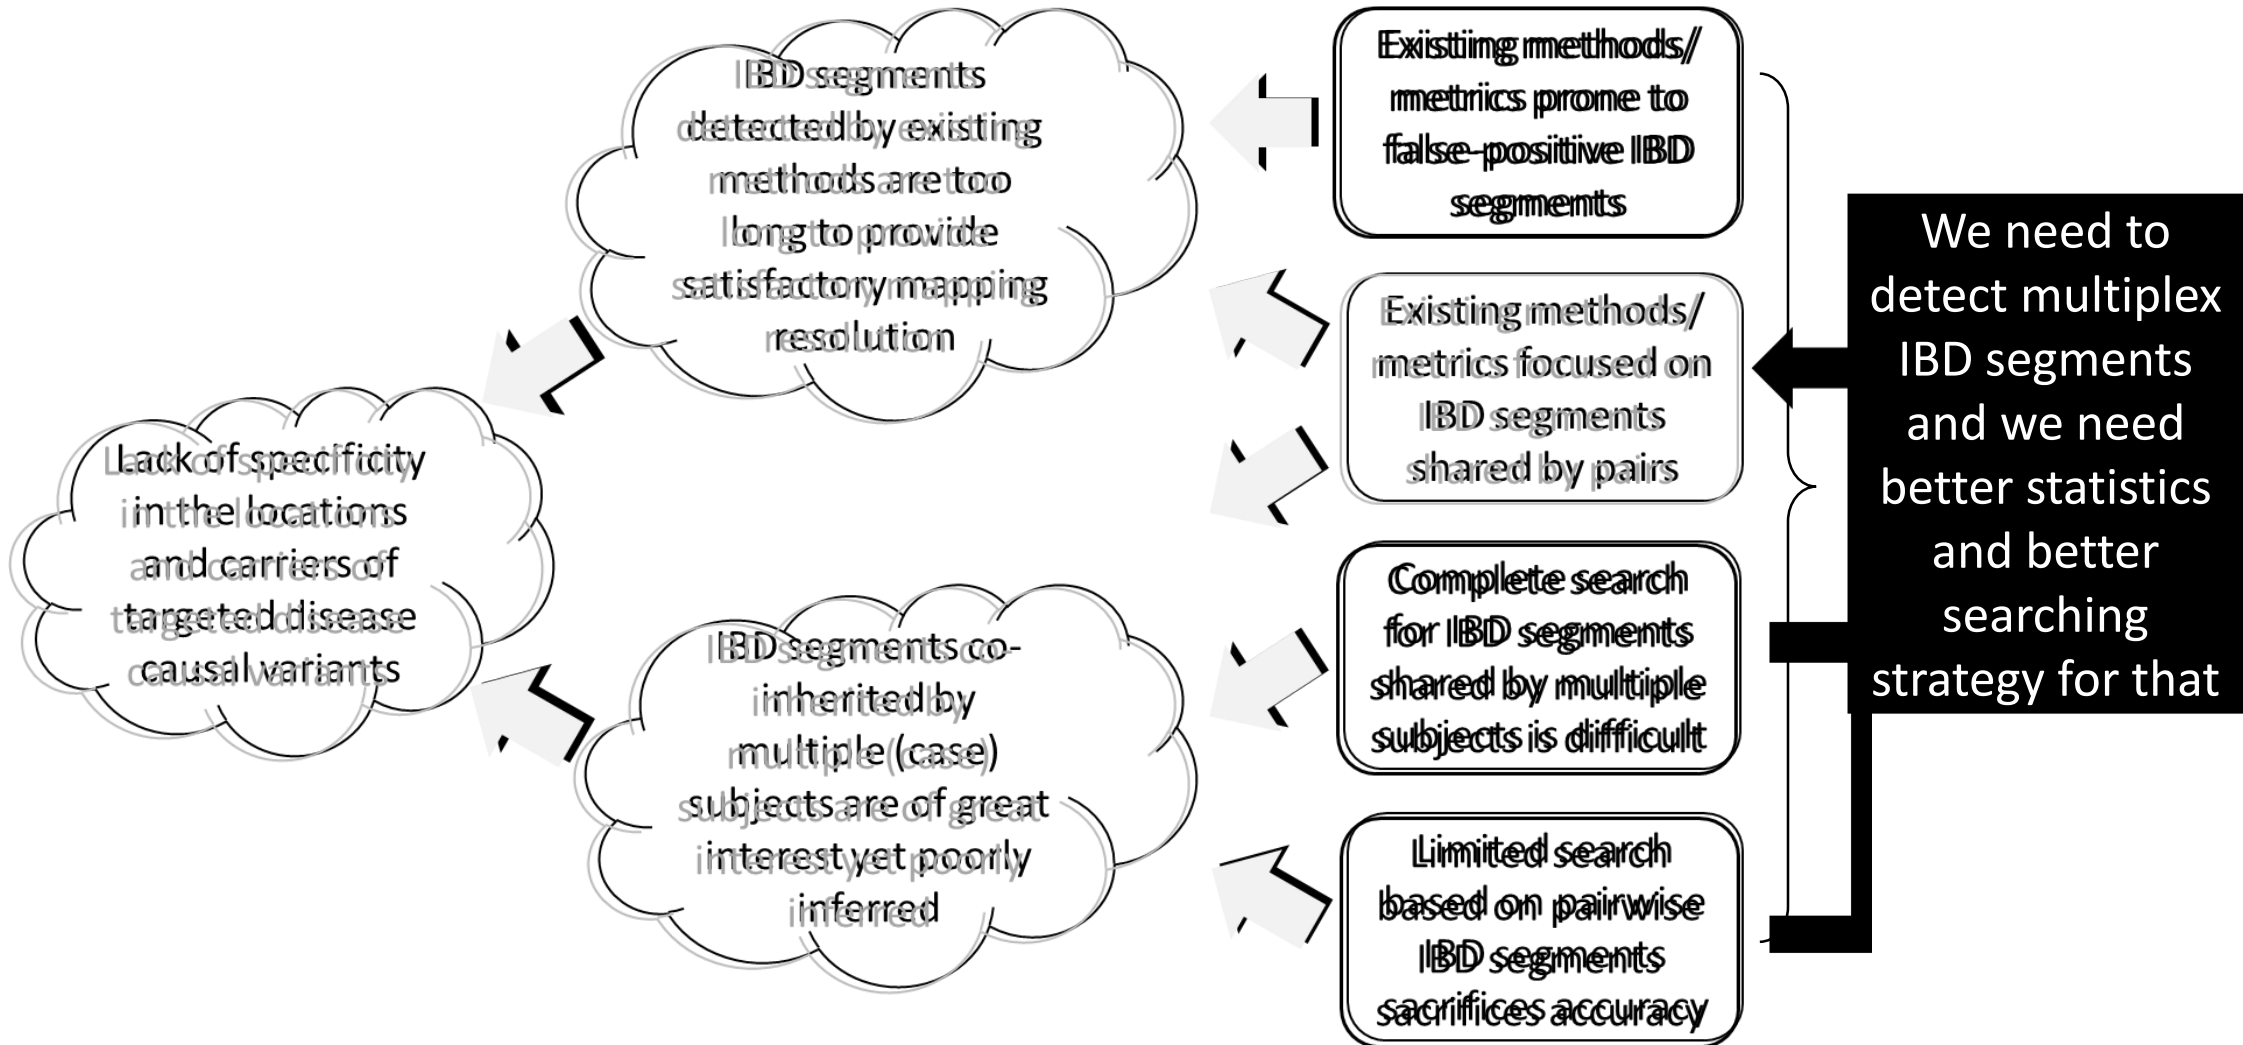 Lack of specificity
in the locations
and carriers of
targeted disease
causal variants
IBD segments
detected by existing
methods are too
long to provide
satisfactory mapping
resolution
IBD segments co-
inherited by
multiple (case)
subjects are of great
interest yet poorly
inferred
Existing methods/
metrics prone to
false-positive IBD
segments
Existing methods/
metrics focused on
IBD segments
shared by pairs
Complete search
for IBD segments
shared by multiple
subjects is difficult
Limited search
based on pairwise
IBD segments
sacrifices accuracy
We need to
detect multiplex
IBD segments
and we need
better statistics
and better
searching
strategy for that